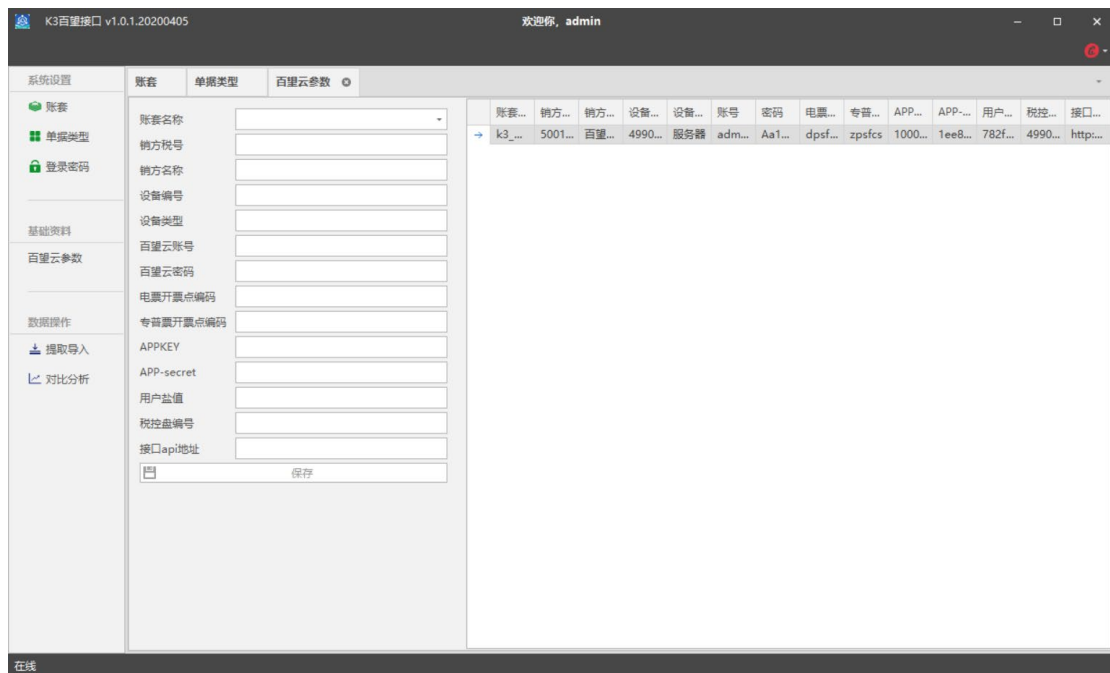 K3百望接口 v1.0.1.20200405 欢迎你, admin
系统设置
账套
单据类型
登录密码
基础资料
百望云参数
数据操作
提取导入
对比分析
账套 单据类型 百望云参数
账套名称
销方税号
销方名称
设备编号
设备类型
百望云账号
百望云密码
电票开票点编码
专普票开票点编码
APPKEY
APP-secret
用户盐值
税控盘编号
接口api地址
保存
账套... 销方... 销方... 设备... 设备... 账号 密码 电票... 专普... APP... APP-... 用户... 税控... 接口...
k3_... 5001... 百望... 4990... 服务器 adm... Aa1... dpsf... zpsfcs 1000... 1ee8... 782f... 4990... http:...
在线